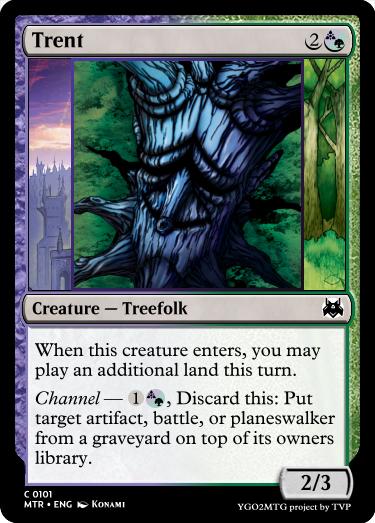 Trent 2
Creature — Treefolk
When this creature enters, you may
play an additional land this turn.
Channel — 1 , Discard this: Put
target artifact, battle, or planeswalker
from a graveyard on top of its owners
library.
2/3
C 0101
MTR • ENG KONAMI
YGO2MTG project by TVP